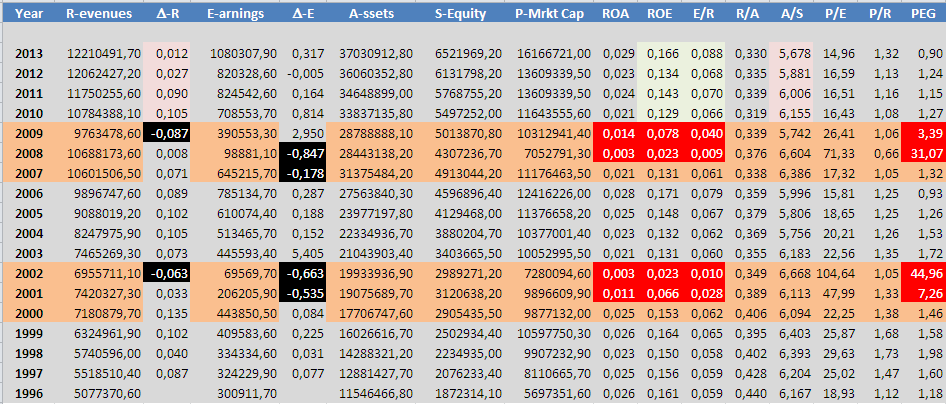 Year R-evenues Δ-R E-arnings Δ-E A-ssets S-Equity P-Mrkt Cap ROA ROE E/R R/A A/S P/E P/R PEG
2013 12210491,70 0,012 1080307,90 0,317 37030912,80 6521969,20 16166721,00 0,029 0,166 0,088 0,330 5,678 14,96 1,32 0,90
2012 12062427,20 0,027 820328,60 -0,005 36060352,80 6131798,20 13609339,50 0,023 0,134 0,068 0,335 5,881 16,59 1,13 1,24
2011 11750255,60 0,090 824542,60 0,164 34648899,00 5768755,20 13609339,50 0,024 0,143 0,070 0,339 6,006 16,51 1,16 1,15
2010 10784388,10 0,105 708553,70 0,814 33837135,80 5497252,00 11643555,60 0,021 0,129 0,066 0,319 6,155 16,43 1,08 1,27
2009 9763478,60 -0,087 390553,30 2,950 28788888,10 5013870,80 10312941,40 0,014 0,078 0,040 0,339 5,742 26,41 1,06 3,39
2008 10688173,60 0,008 98881,10 -0,847 28443138,20 4307236,70 7052791,30 0,003 0,023 0,009 0,376 6,604 71,33 0,66 31,07
2007 10601506,50 0,071 645215,70 -0,178 31375484,20 4913044,20 11176463,50 0,021 0,131 0,061 0,338 6,386 17,32 1,05 1,32
2006 9896747,60 0,089 785134,70 0,287 27563840,30 4596896,40 12416226,00 0,028 0,171 0,079 0,359 5,996 15,81 1,25 0,93
2005 9088019,20 0,102 610074,40 0,188 23977197,80 4129468,00 11376658,20 0,025 0,148 0,067 0,379 5,806 18,65 1,25 1,26
2004 8247975,90 0,105 513465,70 0,152 22334936,70 3880204,70 10377001,40 0,023 0,132 0,062 0,369 5,756 20,21 1,26 1,53
2003 7465269,30 0,073 445593,40 5,405 21043903,40 3403665,50 10052995,50 0,021 0,131 0,060 0,355 6,183 22,56 1,35 1,72
2002 6955711,10 -0,063 69569,70 -0,663 19933936,90 2989271,20 7280094,60 0,003 0,023 0,010 0,349 6,668 104,64 1,05 44,96
2001 7420327,30 0,033 206205,90 -0,535 19075689,70 3120638,20 9896609,90 0,011 0,066 0,028 0,389 6,113 47,99 1,33 7,26
2000 7180879,70 0,135 443850,50 0,084 17706747,60 2905435,50 9877132,00 0,025 0,153 0,062 0,406 6,094 22,25 1,38 1,46
1999 6324961,90 0,102 409583,60 0,225 16026616,70 2502934,40 10597750,30 0,026 0,164 0,065 0,395 6,403 25,87 1,68 1,58
1998 5740596,00 0,040 334334,60 0,031 14288321,20 2234935,00 9907232,90 0,023 0,150 0,058 0,402 6,393 29,63 1,73 1,98
1997 5518510,40 0,087 324229,90 0,077 12881427,70 2076233,40 8110665,70 0,025 0,156 0,059 0,428 6,204 25,02 1,47 1,60
1996 5077370,60 300911,70 11546466,80 1872314,10 5697351,60 0,026 0,161 0,059 0,440 6,167 18,93 1,12 1,18